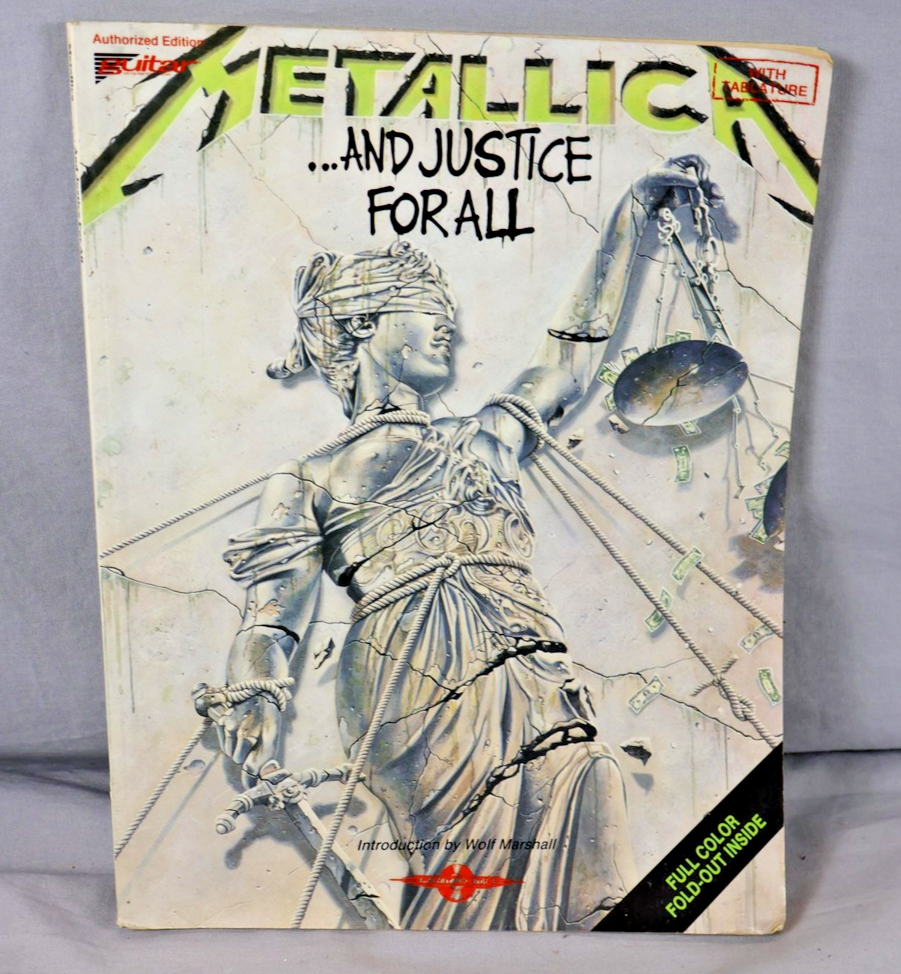 Authorized Edition
guitar
METALLICA
WITH
TABLATURE
...AND JUSTICE
FOR ALL
Introduction by Wolf Marshall
FULL COLOR
FOLD-OUT INSIDE